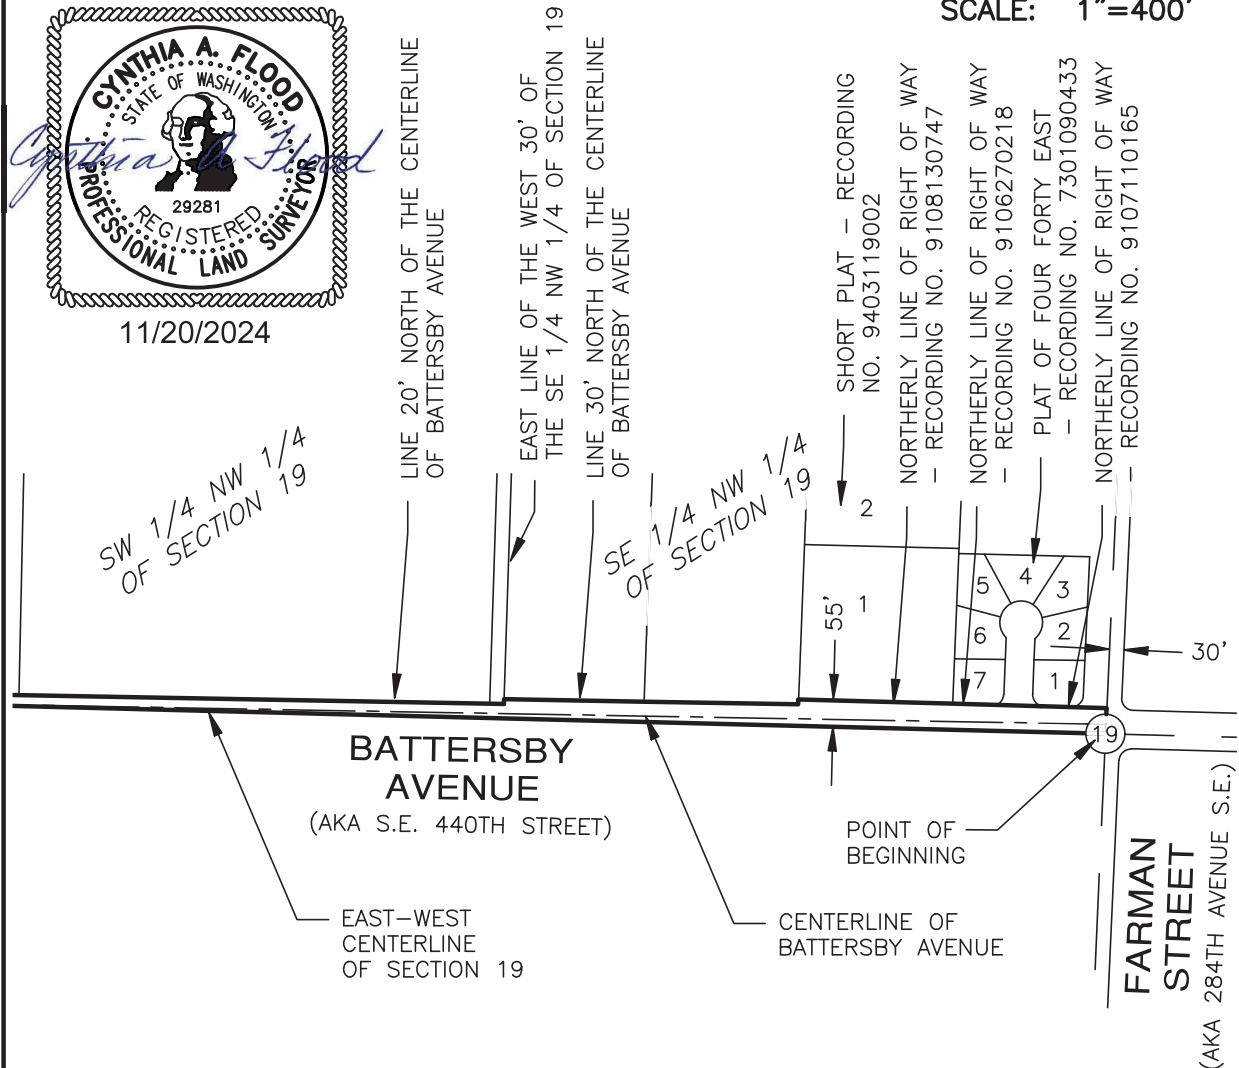 SCALE: 1"=400'
CYNTHIA A. FLOOD
STATE OF WASHINGTON
29281
REGISTERED
PROFESSIONAL LAND SURVEYOR
Cynthia A Flood
11/20/2024
LINE 20' NORTH OF THE CENTERLINE
OF BATTERSBY AVENUE
EAST LINE OF THE WEST 30' OF
THE SE 1/4 NW 1/4 OF SECTION 19
LINE 30' NORTH OF THE CENTERLINE
OF BATTERSBY AVENUE
SHORT PLAT - RECORDING
NO. 9403119002
NORTHERLY LINE OF RIGHT OF WAY
- RECORDING NO. 9108130747
NORTHERLY LINE OF RIGHT OF WAY
- RECORDING NO. 9106270218
PLAT OF FOUR FORTY EAST
- RECORDING NO. 7301090433
NORTHERLY LINE OF RIGHT OF WAY
- RECORDING NO. 9107110165
SW 1/4 NW 1/4
OF SECTION 19
SE 1/4 NW 1/4
OF SECTION 19
2
1
55'
5
4
3
6
2
7
1
30'
19
BATTERSBY
AVENUE
(AKA S.E. 440TH STREET)
POINT OF
BEGINNING
EAST-WEST
CENTERLINE
OF SECTION 19
CENTERLINE OF
BATTERSBY AVENUE
FARMAN
STREET
(AKA 284TH AVENUE S.E.)